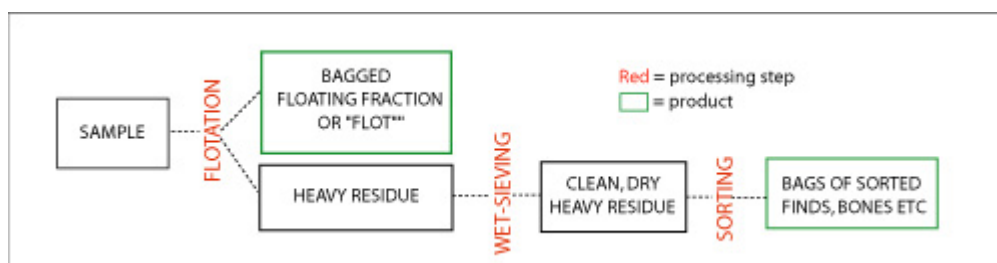 SAMPLE
FLOTATION
BAGGED
FLOATING FRACTION
OR "FLOT""
HEAVY RESIDUE
WET-SIEVING
CLEAN, DRY
HEAVY RESIDUE
SORTING
BAGS OF SORTED
FINDS, BONES ETC
Red = processing step
= product